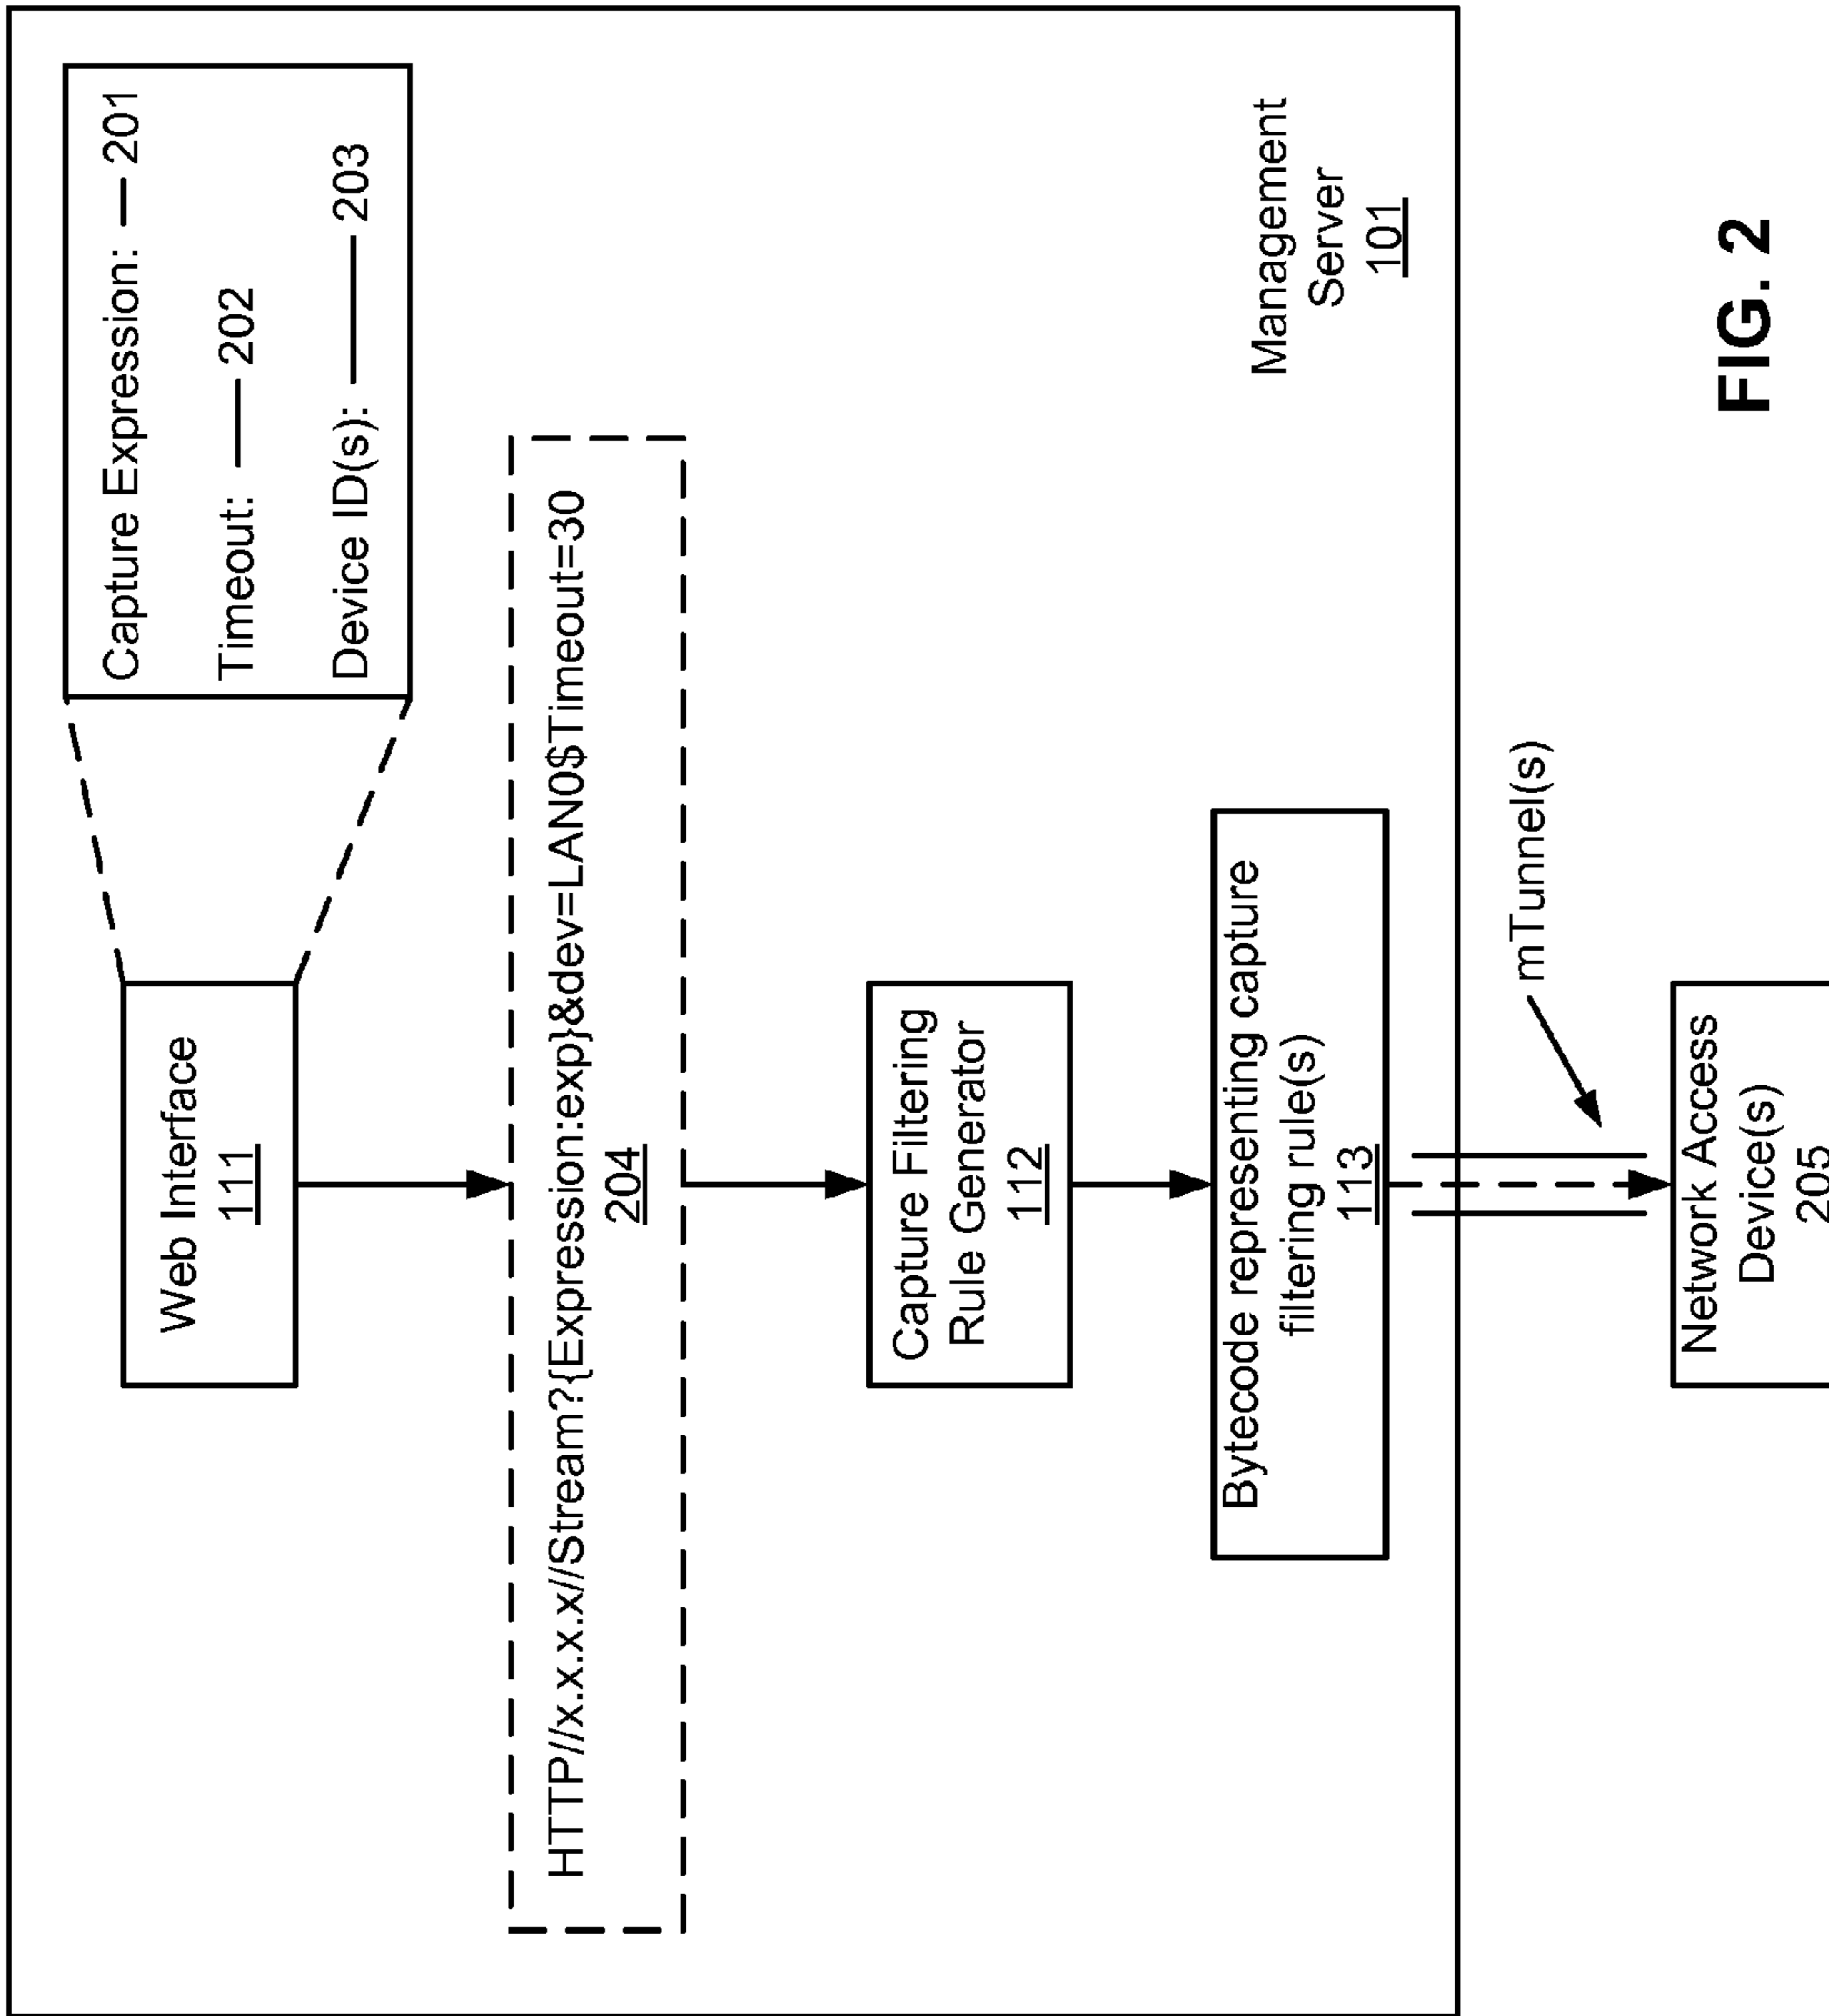 Web Interface
111
Capture Expression: 201
Timeout: 202
Device ID(s): 203
HTTP//x.x.x.x//Stream?{Expression:exp}&dev=LAN0$Timeout=30
204
Capture Filtering
Rule Generator
112
Bytecode representing capture
filtering rule(s)
113
Management
Server
101
mTunnel(s)
Network Access
Device(s)
205
FIG. 2